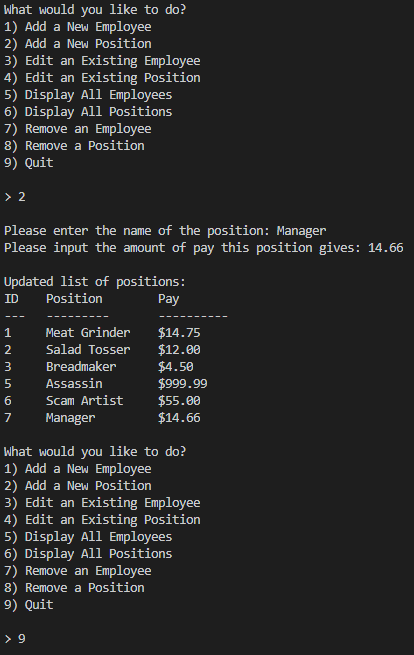 What would you like to do?
1) Add a New Employee
2) Add a New Position
3) Edit an Existing Employee
4) Edit an Existing Position
5) Display All Employees
6) Display All Positions
7) Remove an Employee
8) Remove a Position
9) Quit
> 2
Please enter the name of the position: Manager
Please input the amount of pay this position gives: 14.66
Updated list of positions:
ID   Position        Pay
---  ---------       ----------
1    Meat Grinder    $14.75
2    Salad Tosser    $12.00
3    Breadmaker      $4.50
5    Assassin        $999.99
6    Scam Artist     $55.00
7    Manager         $14.66
What would you like to do?
1) Add a New Employee
2) Add a New Position
3) Edit an Existing Employee
4) Edit an Existing Position
5) Display All Employees
6) Display All Positions
7) Remove an Employee
8) Remove a Position
9) Quit
> 9